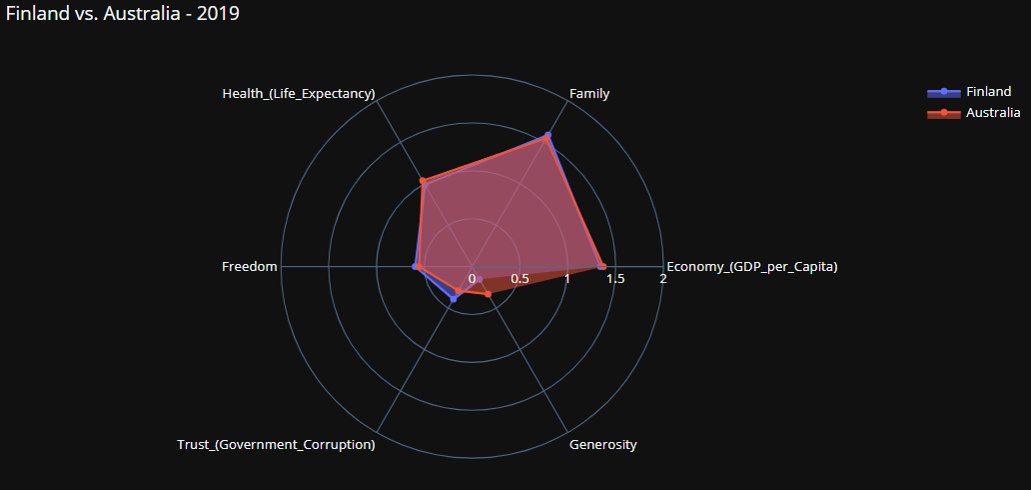 Finland vs. Australia - 2019
Health_(Life_Expectancy)
Family
Finland
Australia
Freedom
Economy_(GDP_per_Capita)
0
0.5
1
1.5
2
Trust_(Government_Corruption)
Generosity